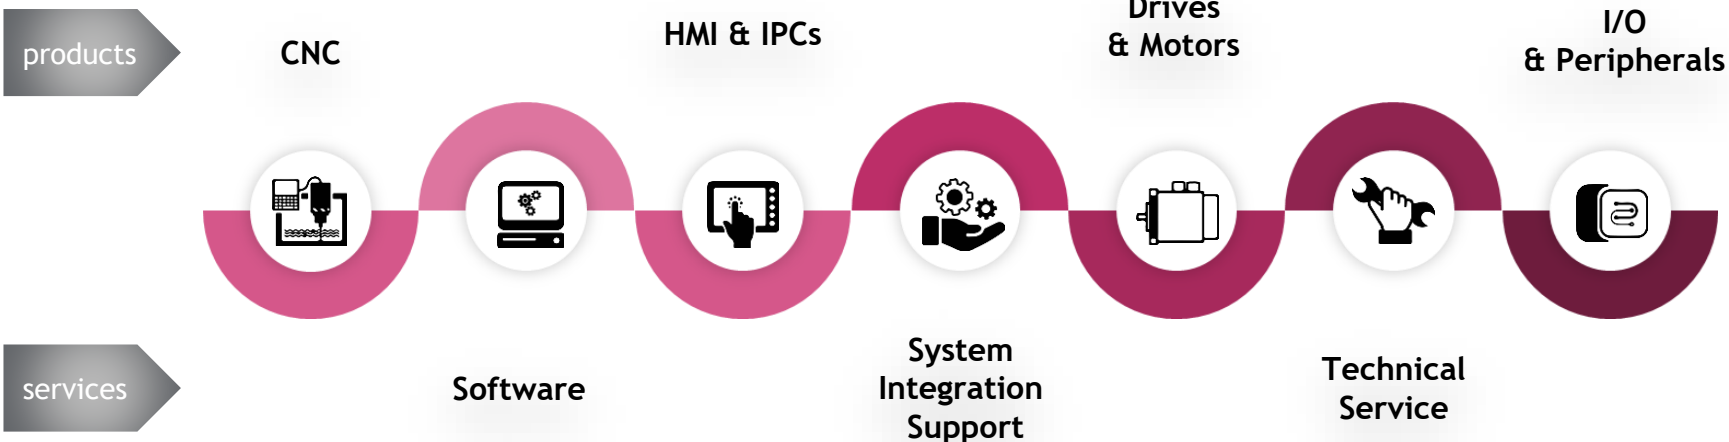 products
CNC
HMI & IPCs
Drives
& Motors
I/O
& Peripherals
services
Software
System
Integration
Support
Technical
Service